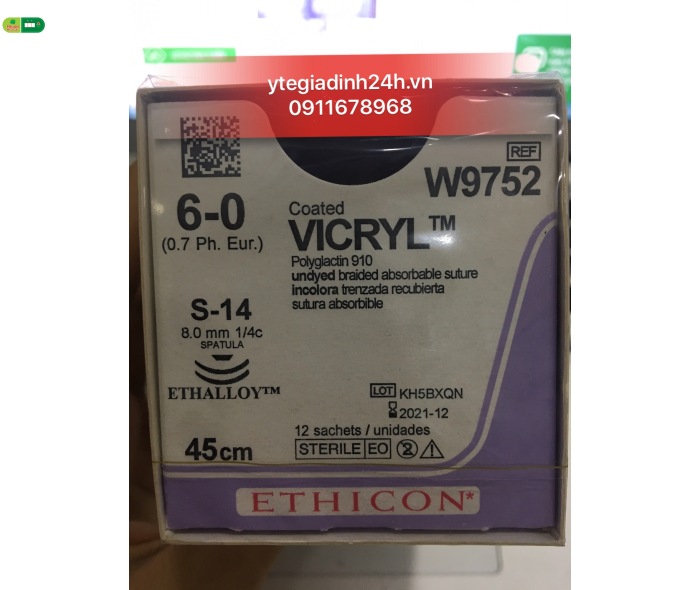 ytegiadinh24h.vn
0911678968
REF
W9752
6-0
(0.7 Ph. Eur.)
Coated
VICRYL™
Polyglactin 910
undyed braided absorbable suture
incolora trenzada recubierta
sutura absorbible
S-14
8.0 mm 1/4c
SPATULA
ETHALLOY™
LOT KH5BXQN
2021-12
12 sachets / unidades
45cm
STERILE EO 2
ETHICON*